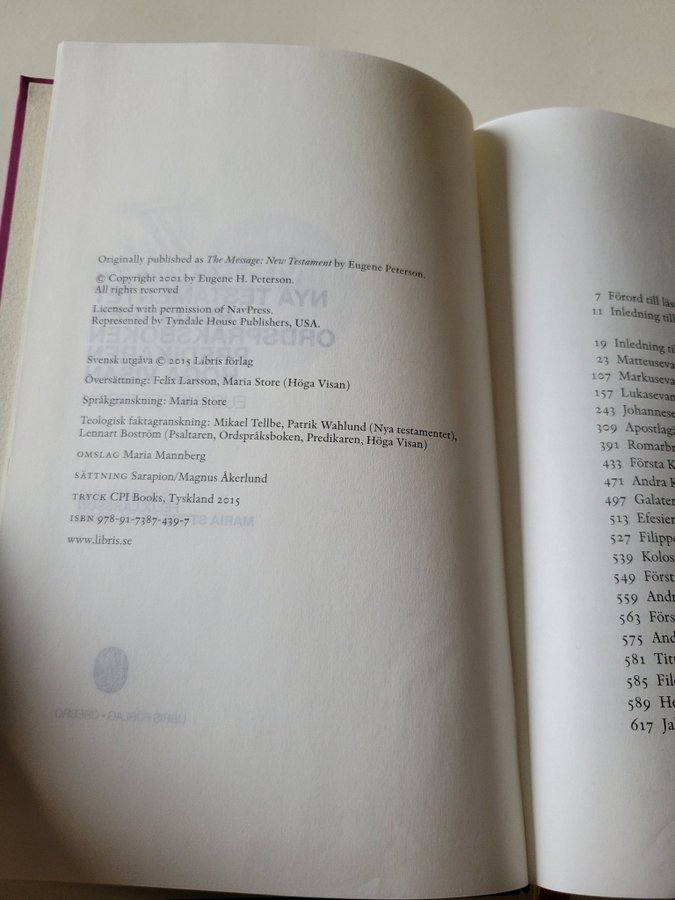 Originally published as The Message: New Testament by Eugene Peterson.
© Copyright 2001 by Eugene H. Peterson.
All rights reserved
Licensed with permission of NavPress.
Represented by Tyndale House Publishers, USA.
Svensk utgåva © 2015 Libris förlag
Översättning: Felix Larsson, Maria Store (Höga Visan)
Språkgranskning: Maria Store
Teologisk faktagranskning: Mikael Tellbe, Patrik Wahlund (Nya testamentet),
Lennart Boström (Psaltaren, Ordspråksboken, Predikaren, Höga Visan)
OMSLAG Maria Mannberg
SÄTTNING Sarapion/Magnus Åkerlund
TRYCK CPI Books, Tyskland 2015
ISBN 978-91-7387-439-7
www.libris.se
7 Förord till läs
11 Inledning till
19 Inledning ti
23 Matteuseva
107 Markuseva
157 Lukasevan
243 Johannese
309 Apostlagä
391 Romarbr
433 Första K
471 Andra K
497 Galater
513 Efesier
527 Filippe
539 Kolos
549 Först
559 Andr
563 Förs
575 And
581 Tit
585 File
589 He
617 Ja